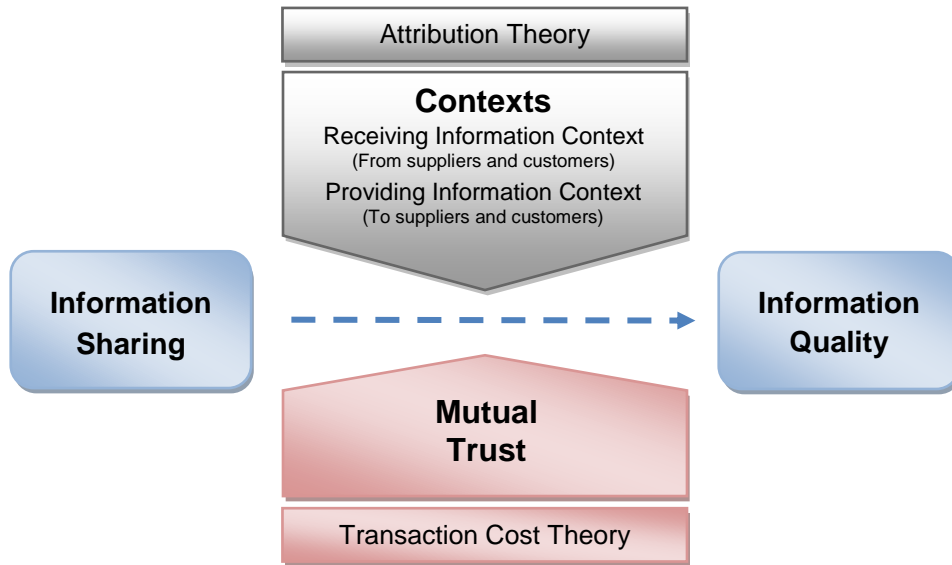 Attribution Theory
Contexts
Receiving Information Context
(From suppliers and customers)
Providing Information Context
(To suppliers and customers)
Information
Sharing
Information
Quality
Mutual
Trust
Transaction Cost Theory